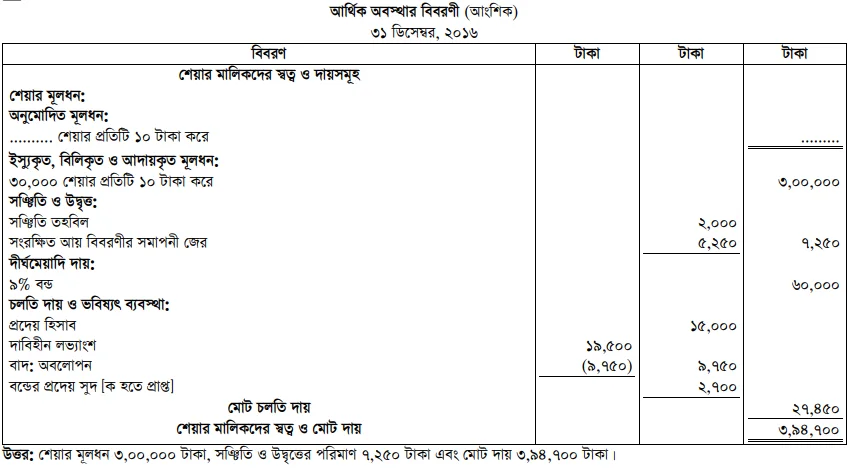 আর্থিক অবস্থার বিবরণী (আংশিক)
৩১ ডিসেম্বর, ২০১৬
বিবরণ টাকা টাকা টাকা
শেয়ার মালিকদের স্বত্ব ও দায়সমূহ
শেয়ার মূলধন:
অনুমোদিত মূলধন:
.......... শেয়ার প্রতিটি ১০ টাকা করে .........
ইস্যুকৃত, বিলিকৃত ও আদায়কৃত মূলধন:
৩০,০০০ শেয়ার প্রতিটি ১০ টাকা করে ৩,০০,০০০
সঞ্চিতি ও উদ্বৃত্ত:
সঞ্চিতি তহবিল ২,০০০
সংরক্ষিত আয় বিবরণীর সমাপনী জের ৫,২৫০ ৭,২৫০
দীর্ঘমেয়াদি দায়:
৯% বন্ড ৬০,০০০
চলতি দায় ও ভবিষ্যৎ ব্যবস্থা:
প্রদেয় হিসাব ১৫,০০০
দাবিহীন লভ্যাংশ ১৯,৫০০
বাদ: অবলোপন (৯,৭৫০) ৯,৭৫০
বন্ডের প্রদেয় সুদ [ক হতে প্রাপ্ত] ২,৭০০
মোট চলতি দায় ২৭,৪৫০
শেয়ার মালিকদের স্বত্ব ও মোট দায় ৩,৯৪,৭০০
উত্তর: শেয়ার মূলধন ৩,০০,০০০ টাকা, সঞ্চিতি ও উদ্বৃত্তের পরিমাণ ৭,২৫০ টাকা এবং মোট দায় ৩,৯৪,৭০০ টাকা।